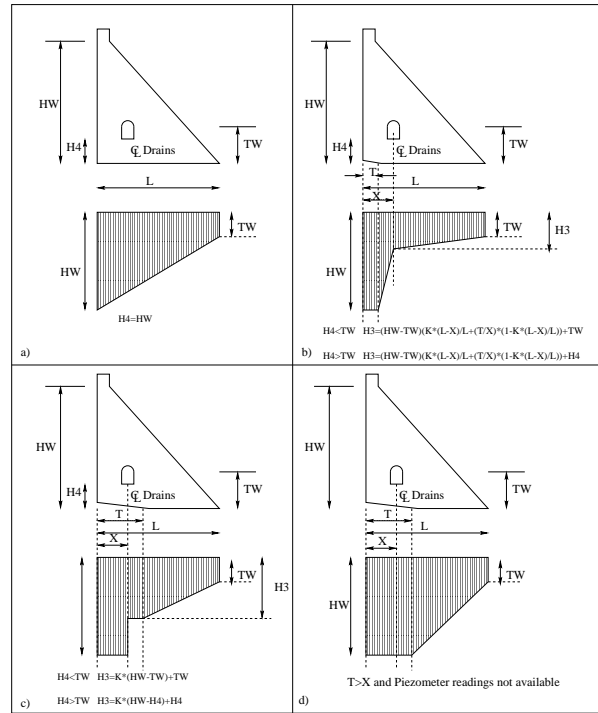 HW
H4
℄ Drains
TW
L
HW
TW
H4=HW
a)
HW
H4
℄ Drains
TW
T
L
X
HW
TW
H3
H4<TW H3=(HW-TW)(K*(L-X)/L+(T/X)*(1-K*(L-X)/L))+TW
b)
H4>TW H3=(HW-TW)(K*(L-X)/L+(T/X)*(1-K*(L-X)/L))+H4
HW
H4
℄ Drains
TW
T
L
X
TW
H3
H4<TW H3=K*(HW-TW)+TW
c)
H4>TW H3=K*(HW-H4)+H4
HW
℄ Drains
TW
T
L
X
HW
TW
T>X and Piezometer readings not available
d)